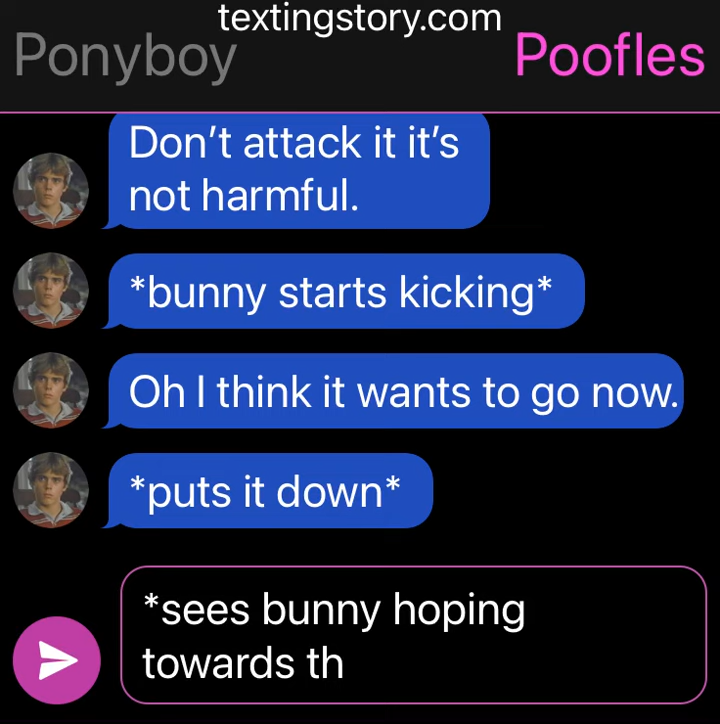 textingstory.com
Ponyboy
Poofles
Don’t attack it it’s
not harmful.
*bunny starts kicking*
Oh I think it wants to go now.
*puts it down*
*sees bunny hoping
towards th